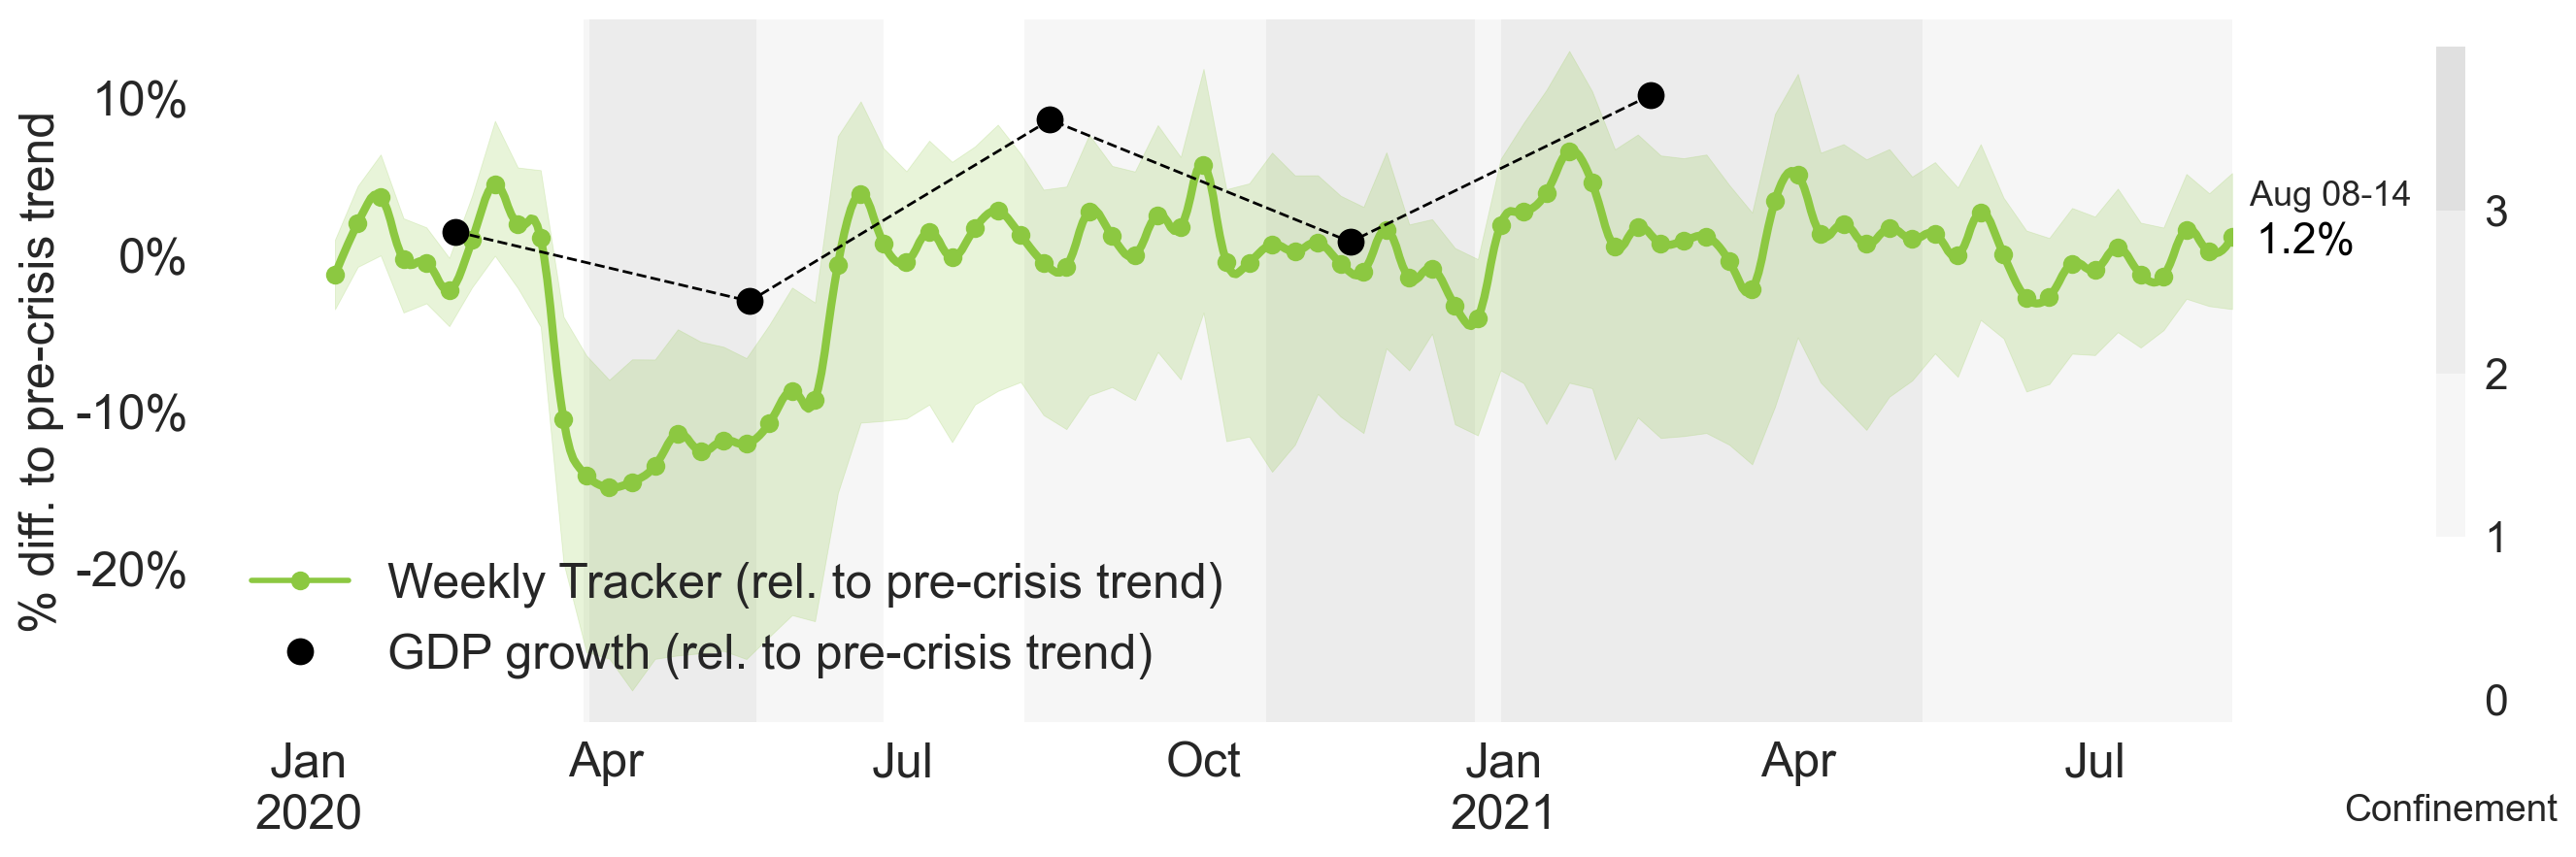 % diff. to pre-crisis trend
10%
0%
-10%
-20%
Weekly Tracker (rel. to pre-crisis trend)
GDP growth (rel. to pre-crisis trend)
Jan
2020
Apr
Jul
Oct
Jan
2021
Apr
Jul
Aug 08-14
1.2%
3
2
1
0
Confinement